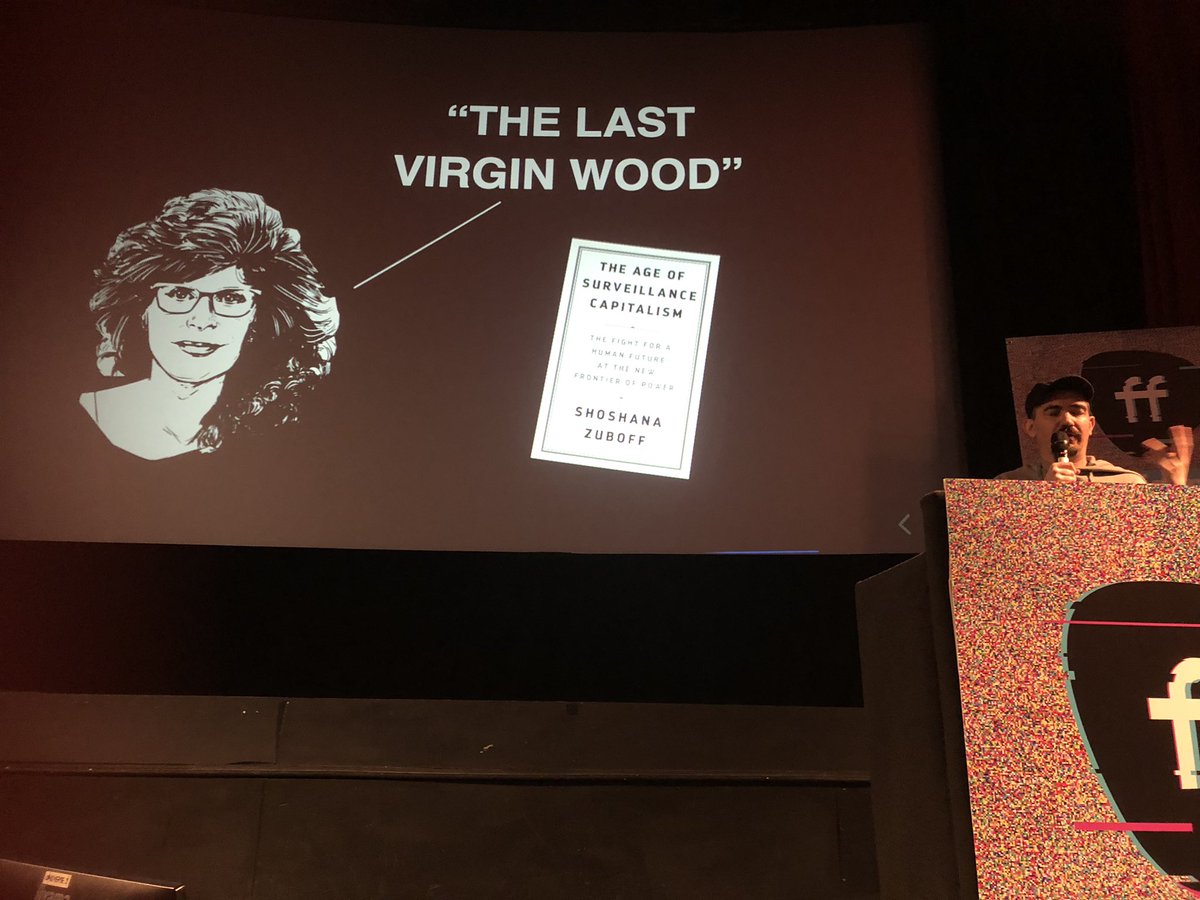 “THE LAST
VIRGIN WOOD”
THE AGE OF
SURVEILLANCE
CAPITALISM
THE FIGHT FOR A
HUMAN FUTURE
AT THE NEW
FRONTIER OF POWER
SHOSHANA
ZUBOFF
ff
ff